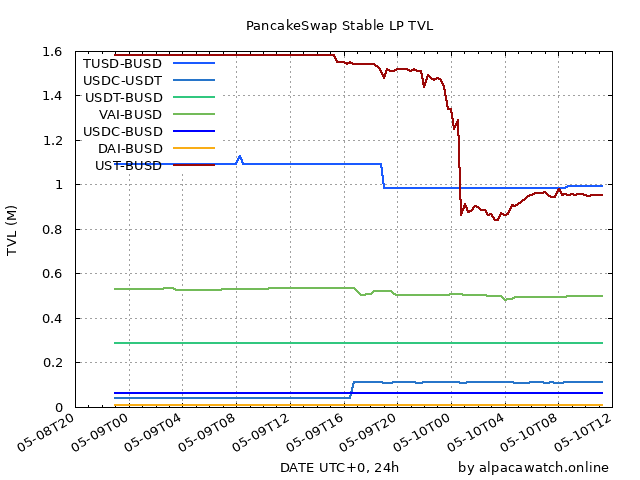 PancakeSwap Stable LP TVL
1.6
1.4
1.2
1
0.8
0.6
0.4
0.2
0
TVL (M)
TUSD-BUSD
USDC-USDT
USDT-BUSD
VAI-BUSD
USDC-BUSD
DAI-BUSD
UST-BUSD
05-08T20
05-09T00
05-09T04
05-09T08
05-09T12
05-09T16
05-09T20
05-10T00
05-10T04
05-10T08
05-10T12
DATE UTC+0, 24h
by alpacawatch.online